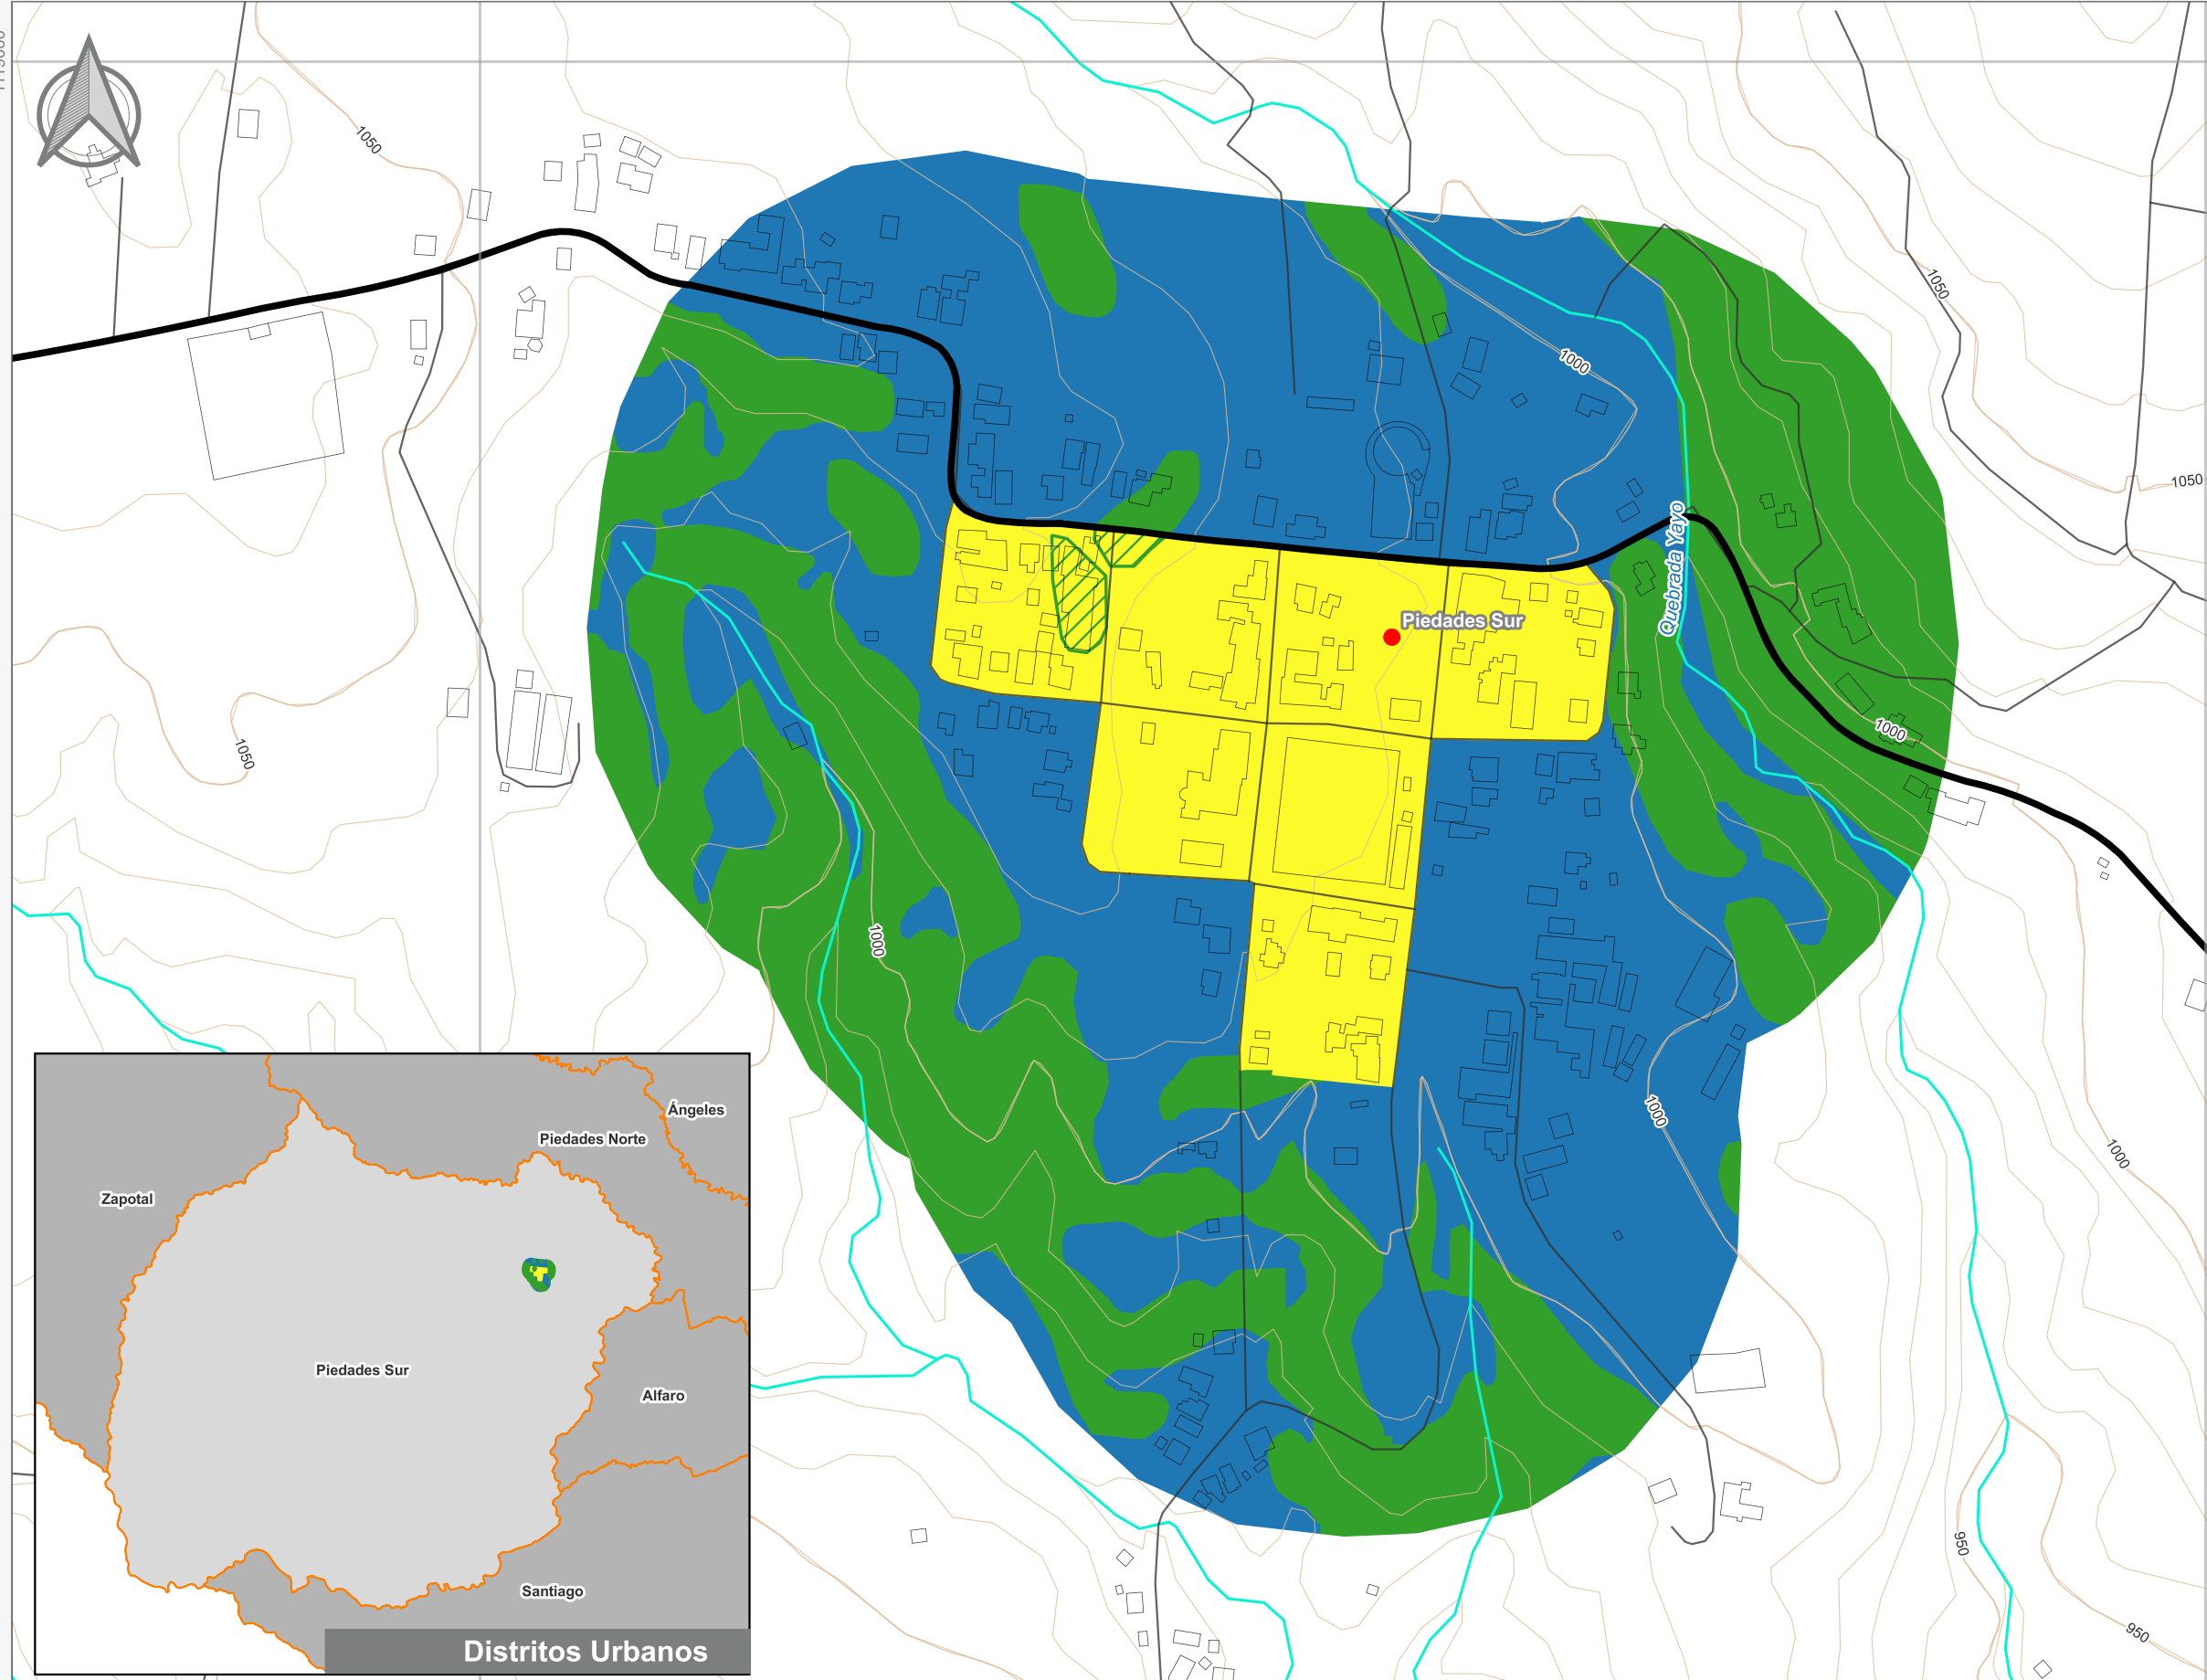 1050
1050
1000
1050
Quebrada Yayo
Piedades Sur
1000
1050
1000
1000
1000
950
950
Ángeles
Piedades Norte
Zapotal
Piedades Sur
Alfaro
Santiago
Distritos Urbanos